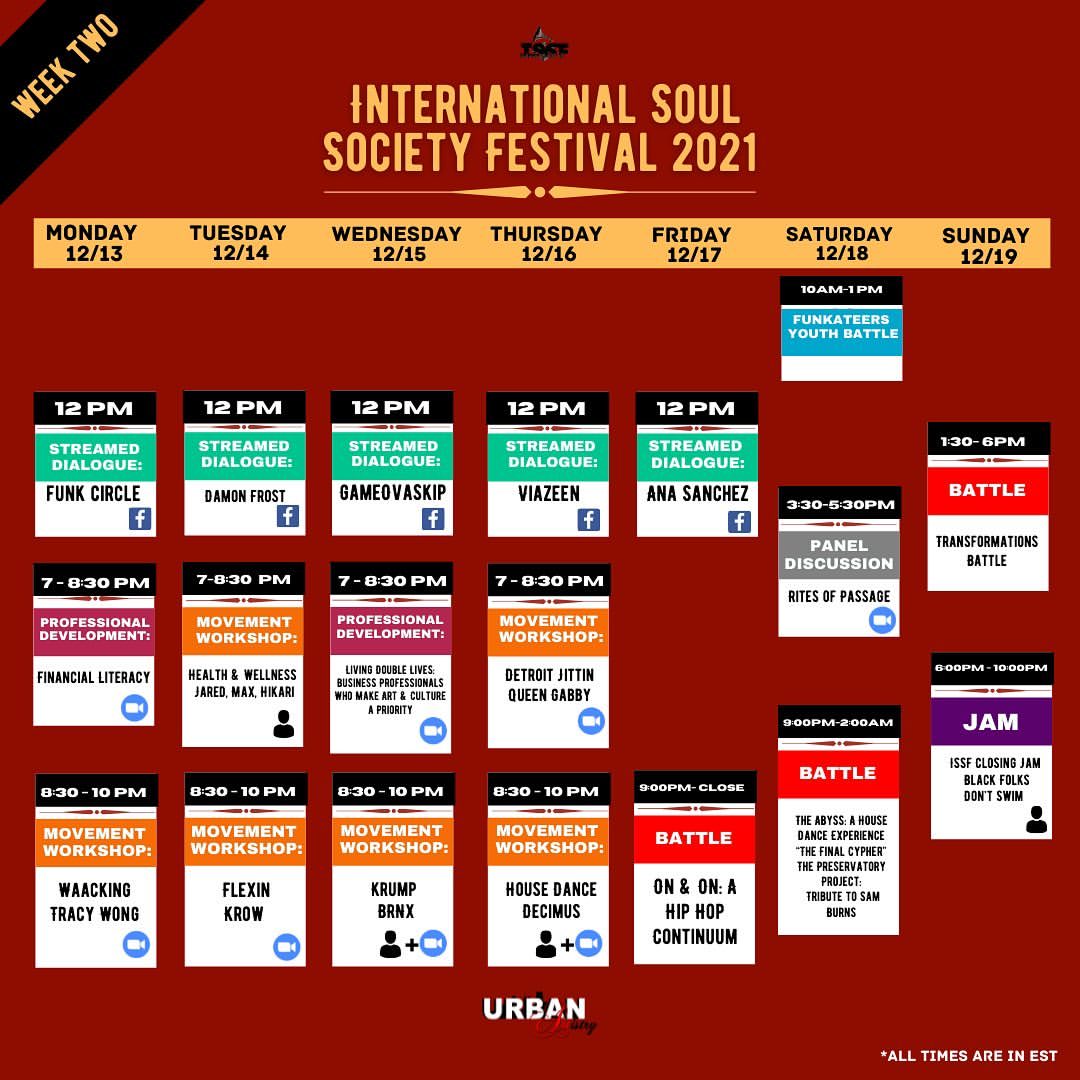 WEEK TWO
ISSF
INTERNATIONAL SOUL
SOCIETY FESTIVAL 2021
MONDAY
12/13
TUESDAY
12/14
WEDNESDAY
12/15
THURSDAY
12/16
FRIDAY
12/17
SATURDAY
12/18
SUNDAY
12/19
10AM-1 PM
FUNKATEERS
YOUTH BATTLE
12 PM
STREAMED
DIALOGUE:
FUNK CIRCLE
12 PM
STREAMED
DIALOGUE:
DAMON FROST
12 PM
STREAMED
DIALOGUE:
GAMEOVASKIP
12 PM
STREAMED
DIALOGUE:
VIAZEEN
12 PM
STREAMED
DIALOGUE:
ANA SANCHEZ
3:30-5:30PM
PANEL
DISCUSSION
RITES OF PASSAGE
1:30- 6PM
BATTLE
TRANSFORMATIONS
BATTLE
7 - 8:30 PM
PROFESSIONAL
DEVELOPMENT:
FINANCIAL LITERACY
7-8:30 PM
MOVEMENT
WORKSHOP:
HEALTH & WELLNESS
JARED, MAX, HIKARI
7 - 8:30 PM
PROFESSIONAL
DEVELOPMENT:
LIVING DOUBLE LIVES:
BUSINESS PROFESSIONALS
WHO MAKE ART & CULTURE
A PRIORITY
7 - 8:30 PM
MOVEMENT
WORKSHOP:
DETROIT JITTIN
QUEEN GABBY
8:30 - 10 PM
MOVEMENT
WORKSHOP:
WAACKING
TRACY WONG
8:30 - 10 PM
MOVEMENT
WORKSHOP:
FLEXIN
KROW
8:30 - 10 PM
MOVEMENT
WORKSHOP:
KRUMP
BRNX
+
8:30 - 10 PM
MOVEMENT
WORKSHOP:
HOUSE DANCE
DECIMUS
+
9:00PM- CLOSE
BATTLE
ON & ON: A
HIP HOP
CONTINUUM
9:00PM-2:00AM
BATTLE
THE ABYSS: A HOUSE
DANCE EXPERIENCE
"THE FINAL CYPHER"
THE PRESERVATORY
PROJECT:
TRIBUTE TO SAM
BURNS
6:00PM - 10:00PM
JAM
ISSF CLOSING JAM
BLACK FOLKS
DON'T SWIM
URBAN
Artistry
*ALL TIMES ARE IN EST